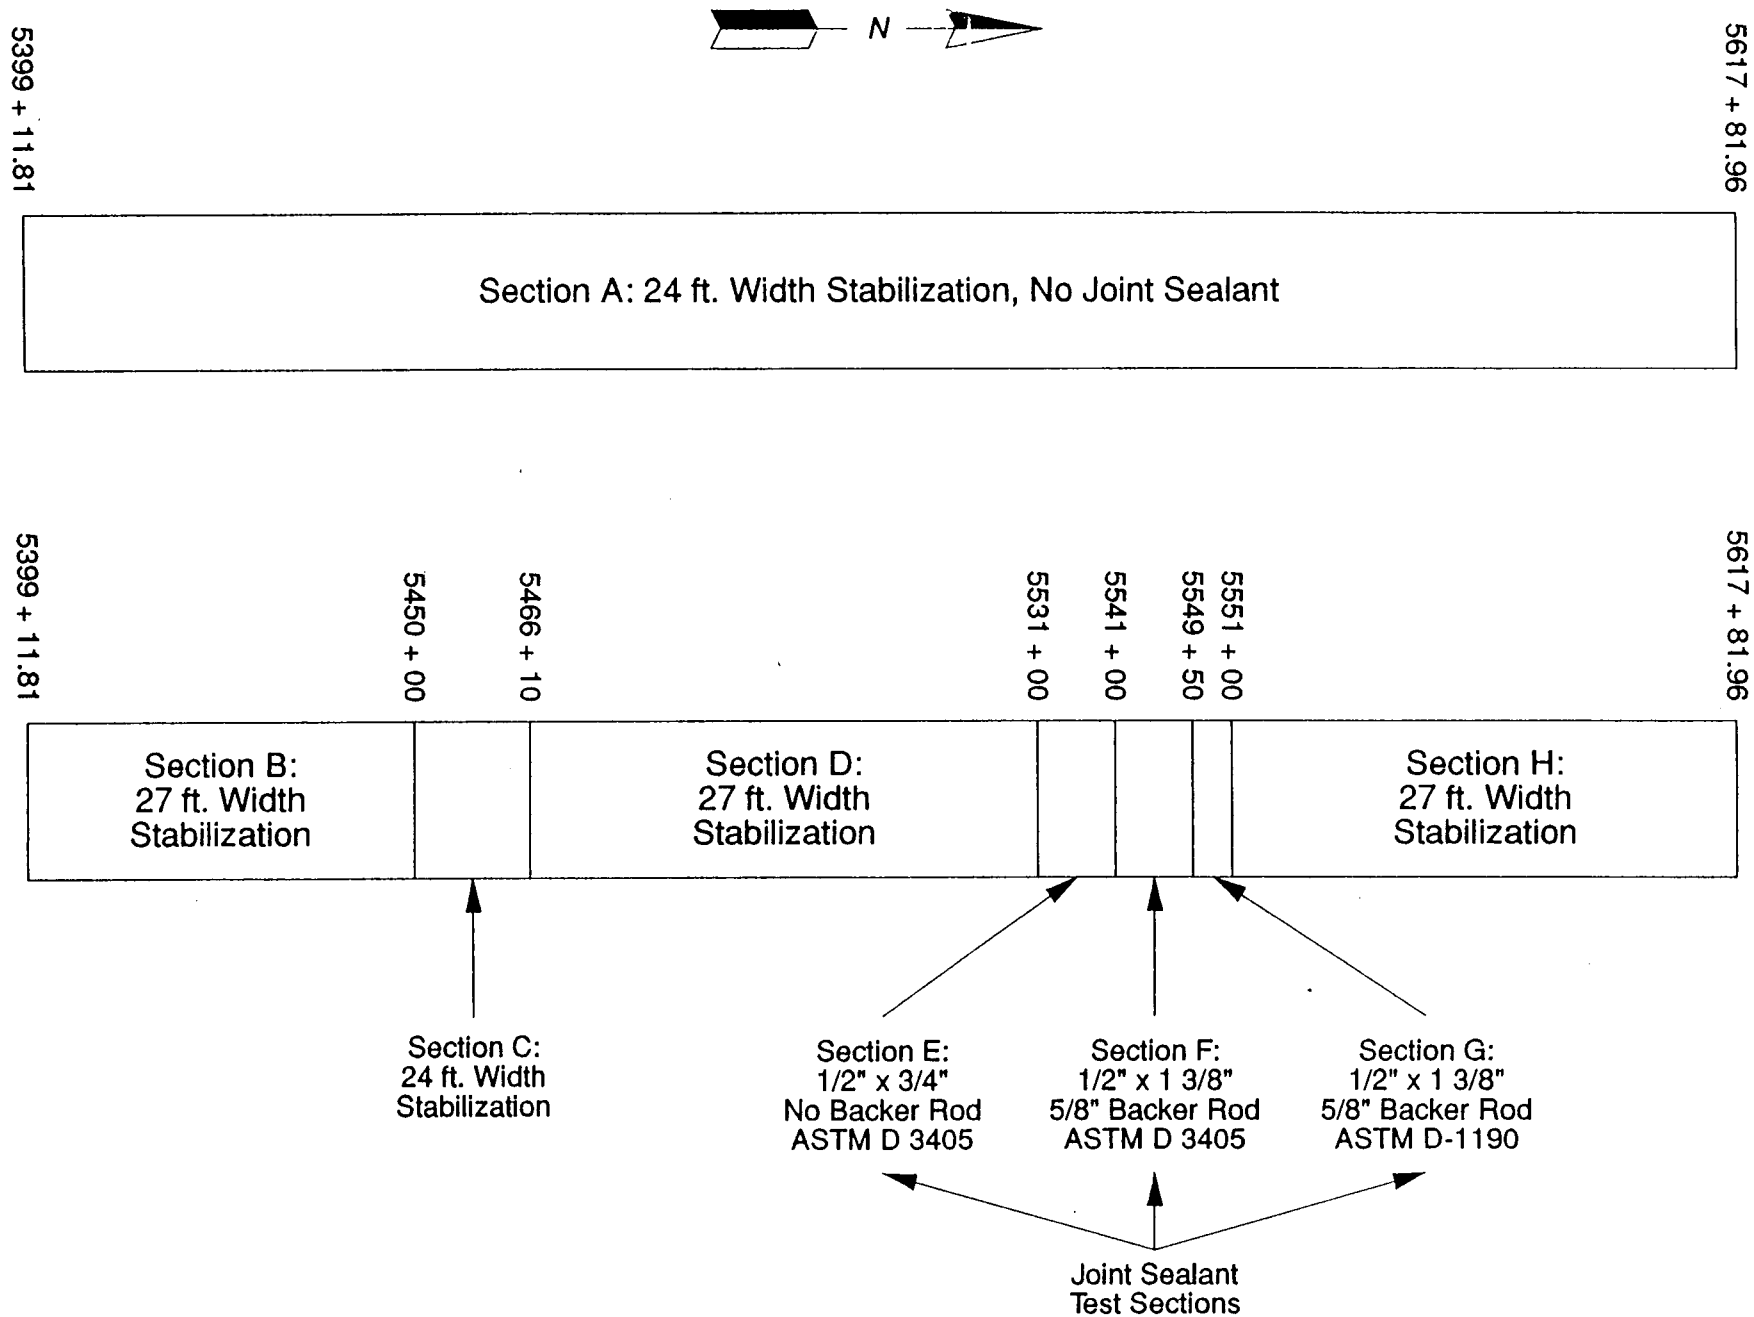 N
5399 + 11.81
5617 + 81.96
Section A: 24 ft. Width Stabilization, No Joint Sealant
5399 + 11.81
5450 + 00
5466 + 10
5531 + 00
5541 + 00
5549 + 50
5551 + 00
5617 + 81.96
Section B:
27 ft. Width
Stabilization
Section D:
27 ft. Width
Stabilization
Section H:
27 ft. Width
Stabilization
Section C:
24 ft. Width
Stabilization
Section E:
1/2" x 3/4"
No Backer Rod
ASTM D 3405
Section F:
1/2" x 1 3/8"
5/8" Backer Rod
ASTM D 3405
Section G:
1/2" x 1 3/8"
5/8" Backer Rod
ASTM D-1190
Joint Sealant
Test Sections